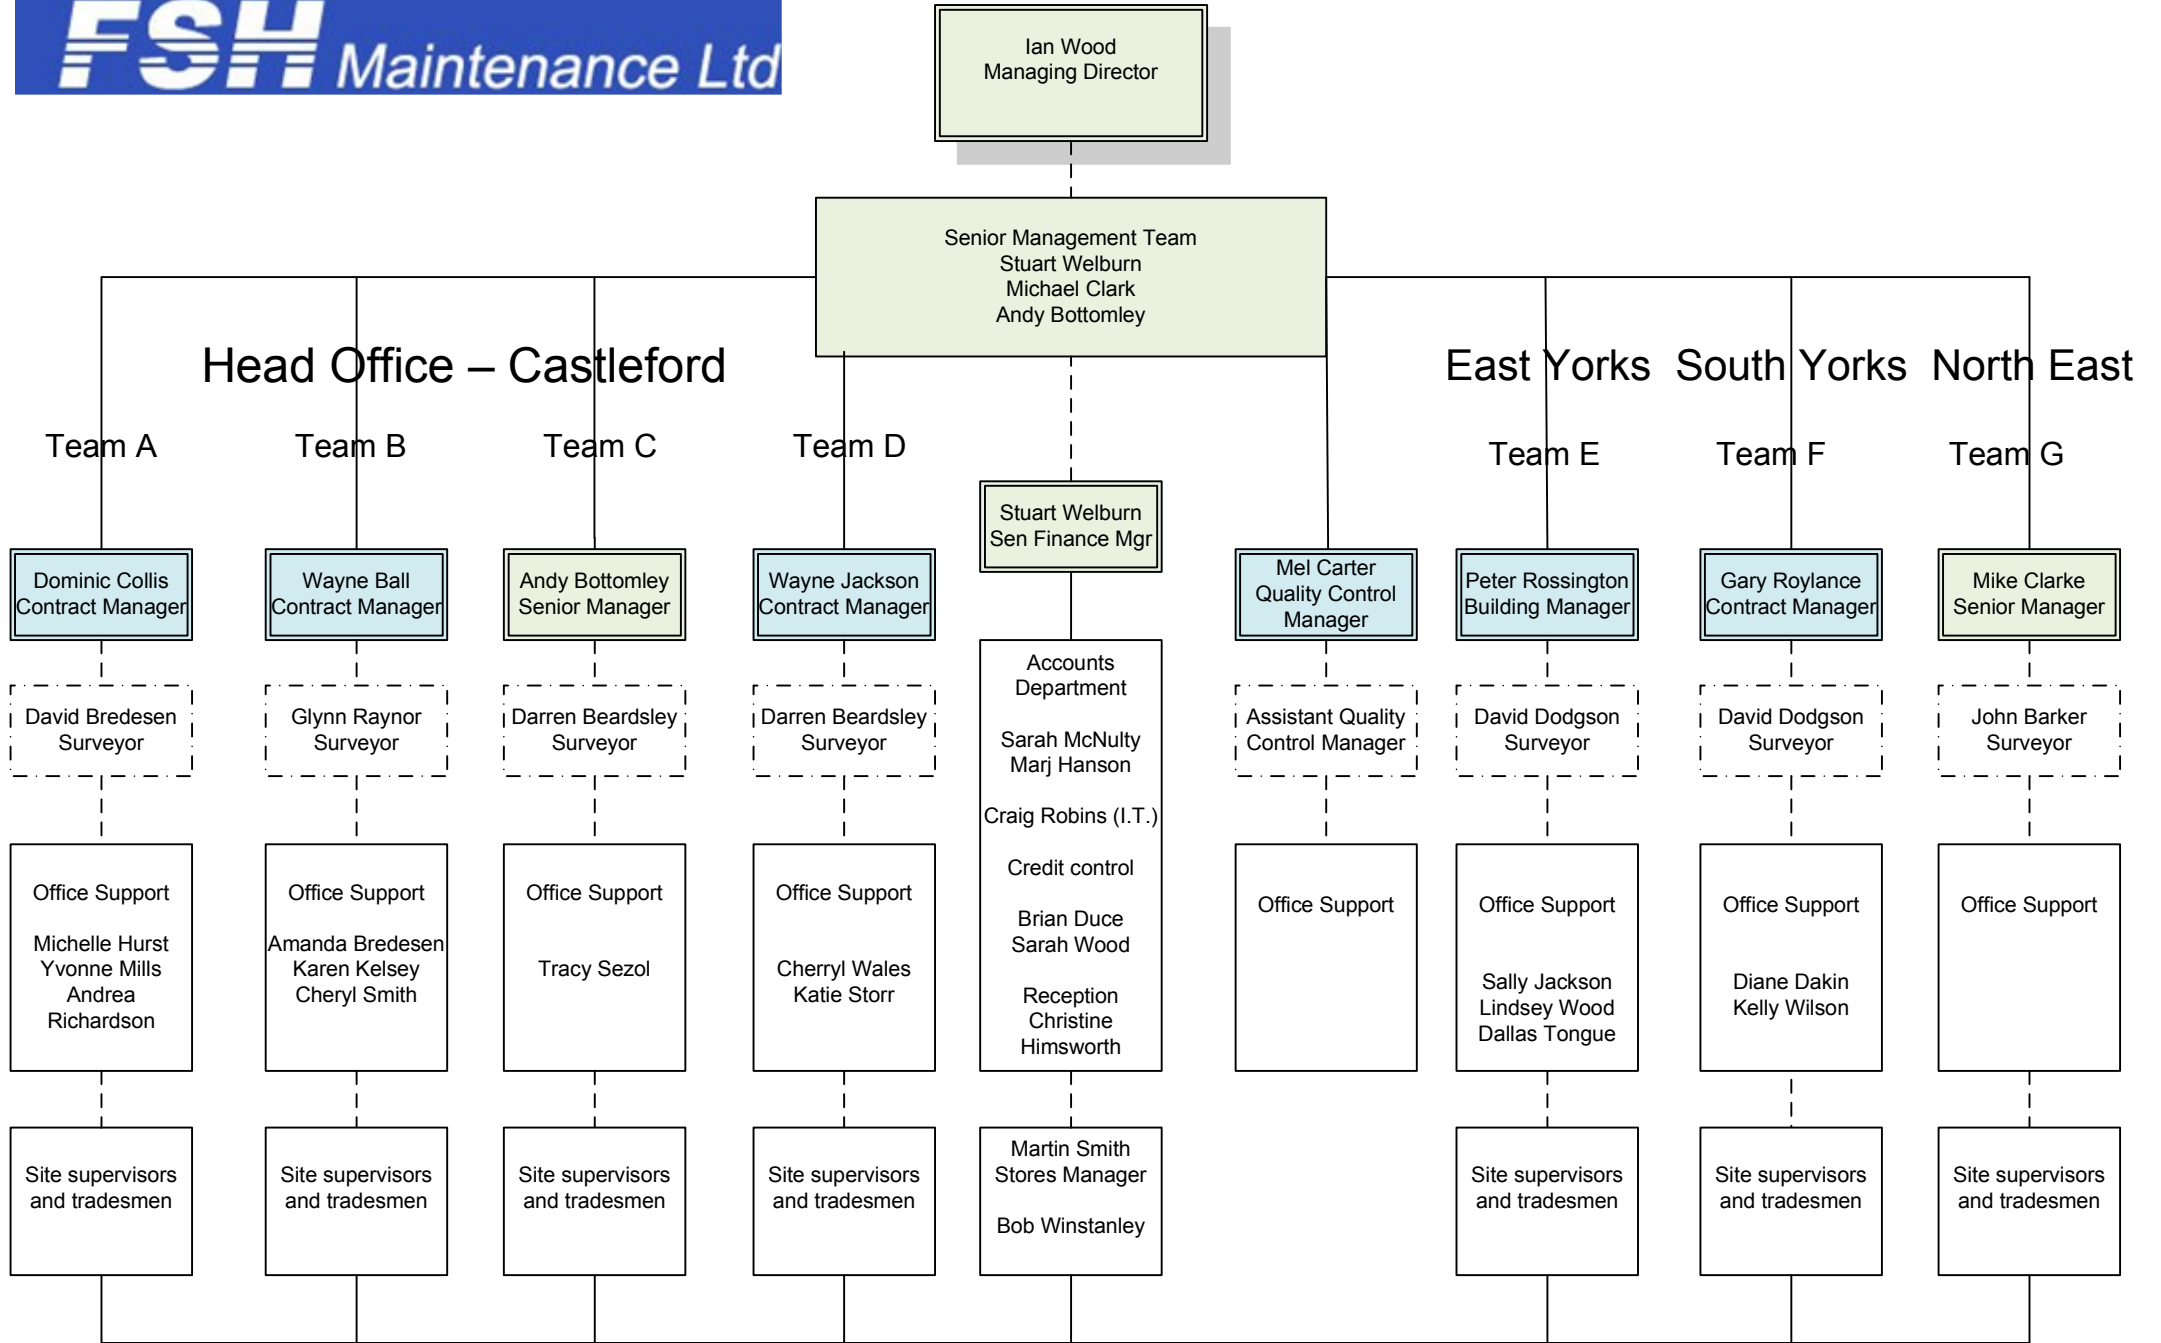 FSH Maintenance Ltd
Ian Wood
Managing Director
Senior Management Team
Stuart Welburn
Michael Clark
Andy Bottomley
Head Office – Castleford
East Yorks
South Yorks
North East
Team A
Team B
Team C
Team D
Team E
Team F
Team G
Dominic Collis
Contract Manager
Wayne Ball
Contract Manager
Andy Bottomley
Senior Manager
Wayne Jackson
Contract Manager
Stuart Welburn
Sen Finance Mgr
Mel Carter
Quality Control
Manager
Peter Rossington
Building Manager
Gary Roylance
Contract Manager
Mike Clarke
Senior Manager
David Bredesen
Surveyor
Glynn Raynor
Surveyor
Darren Beardsley
Surveyor
Darren Beardsley
Surveyor
Accounts
Department
Sarah McNulty
Marj Hanson
Craig Robins (I.T.)
Credit control
Brian Duce
Sarah Wood
Reception
Christine
Himsworth
Assistant Quality
Control Manager
David Dodgson
Surveyor
David Dodgson
Surveyor
John Barker
Surveyor
Office Support
Michelle Hurst
Yvonne Mills
Andrea
Richardson
Office Support
Amanda Bredesen
Karen Kelsey
Cheryl Smith
Office Support
Tracy Sezol
Office Support
Cherryl Wales
Katie Storr
Office Support
Office Support
Sally Jackson
Lindsey Wood
Dallas Tongue
Office Support
Diane Dakin
Kelly Wilson
Office Support
Site supervisors
and tradesmen
Site supervisors
and tradesmen
Site supervisors
and tradesmen
Site supervisors
and tradesmen
Martin Smith
Stores Manager
Bob Winstanley
Site supervisors
and tradesmen
Site supervisors
and tradesmen
Site supervisors
and tradesmen